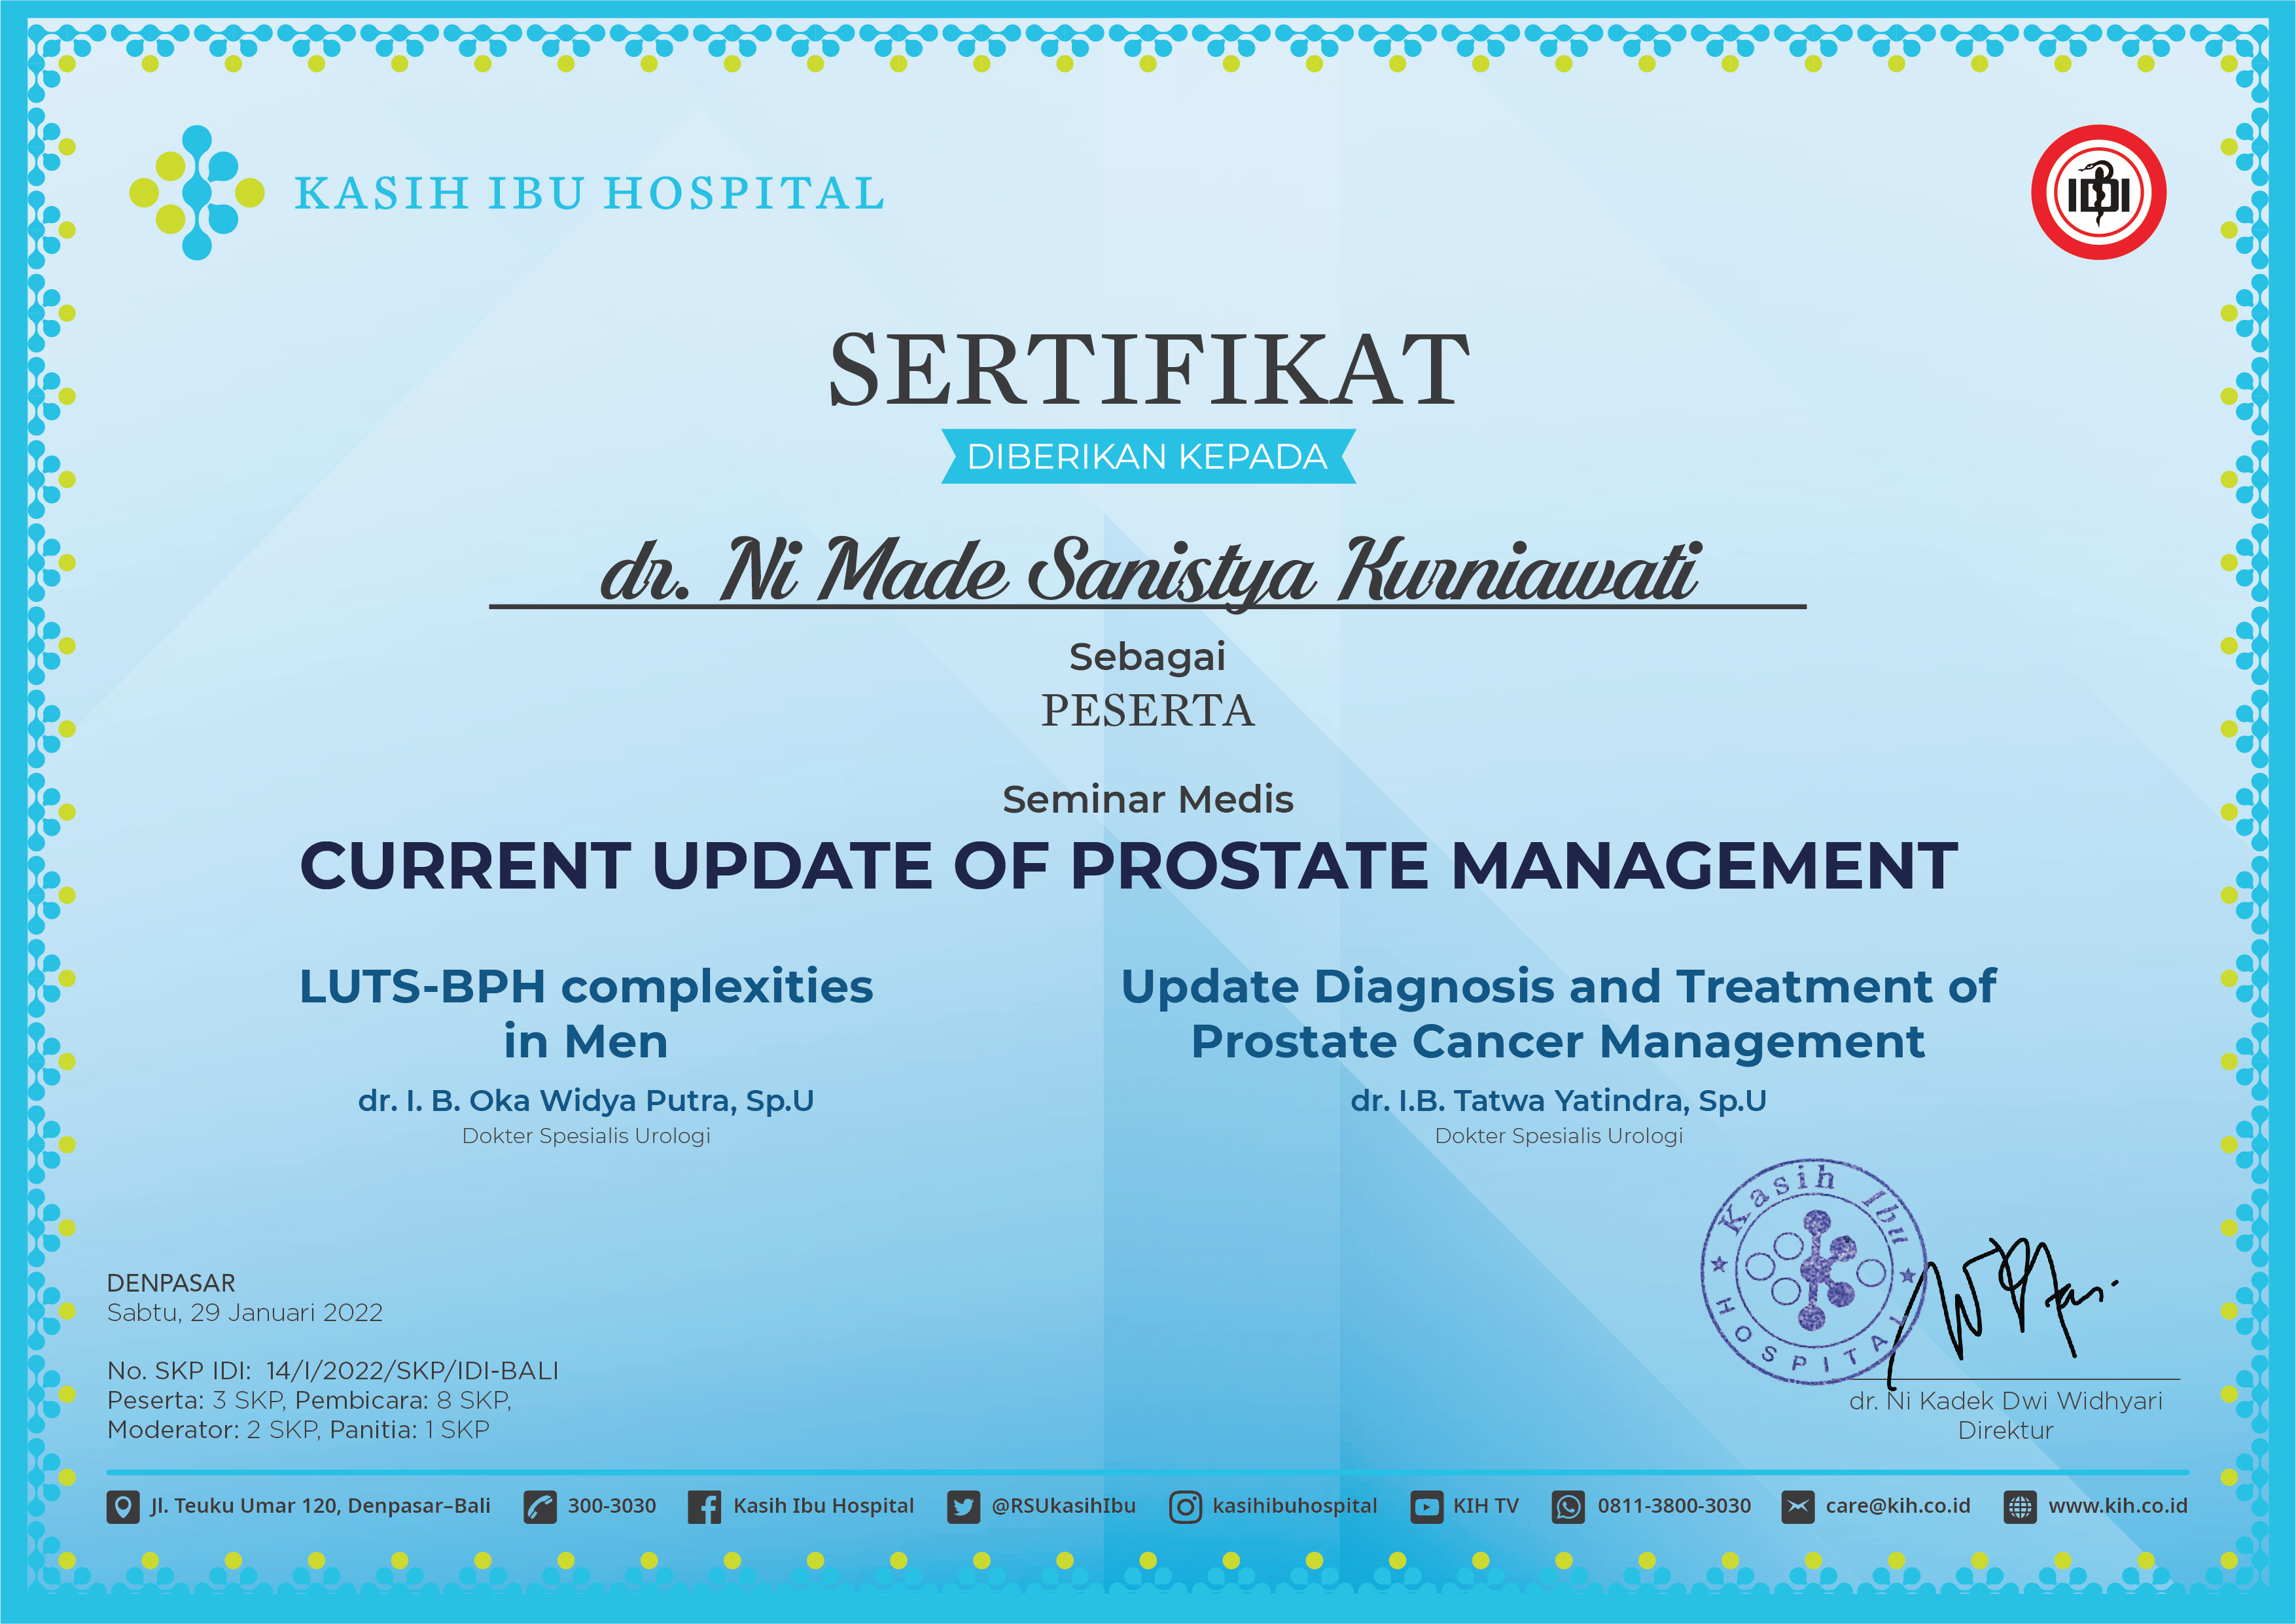 KASIH IBU HOSPITAL
IDI
SERTIFIKAT
DIBERIKAN KEPADA
dr. Ni Made Sanistya Kurniawati
Sebagai
PESERTA
Seminar Medis
CURRENT UPDATE OF PROSTATE MANAGEMENT
LUTS-BPH complexities
in Men
dr. I. B. Oka Widya Putra, Sp.U
Dokter Spesialis Urologi
Update Diagnosis and Treatment of
Prostate Cancer Management
dr. I.B. Tatwa Yatindra, Sp.U
Dokter Spesialis Urologi
DENPASAR
Sabtu, 29 Januari 2022
No. SKP IDI: 14/I/2022/SKP/IDI-BALI
Peserta: 3 SKP, Pembicara: 8 SKP,
Moderator: 2 SKP, Panitia: 1 SKP
Kasih Ibu
HOSPITAL
dr. Ni Kadek Dwi Widhyari
Direktur
Jl. Teuku Umar 120, Denpasar–Bali 300-3030 Kasih Ibu Hospital @RSUkasihIbu kasihibuhospital KIH TV 0811-3800-3030 care@kih.co.id www.kih.co.id